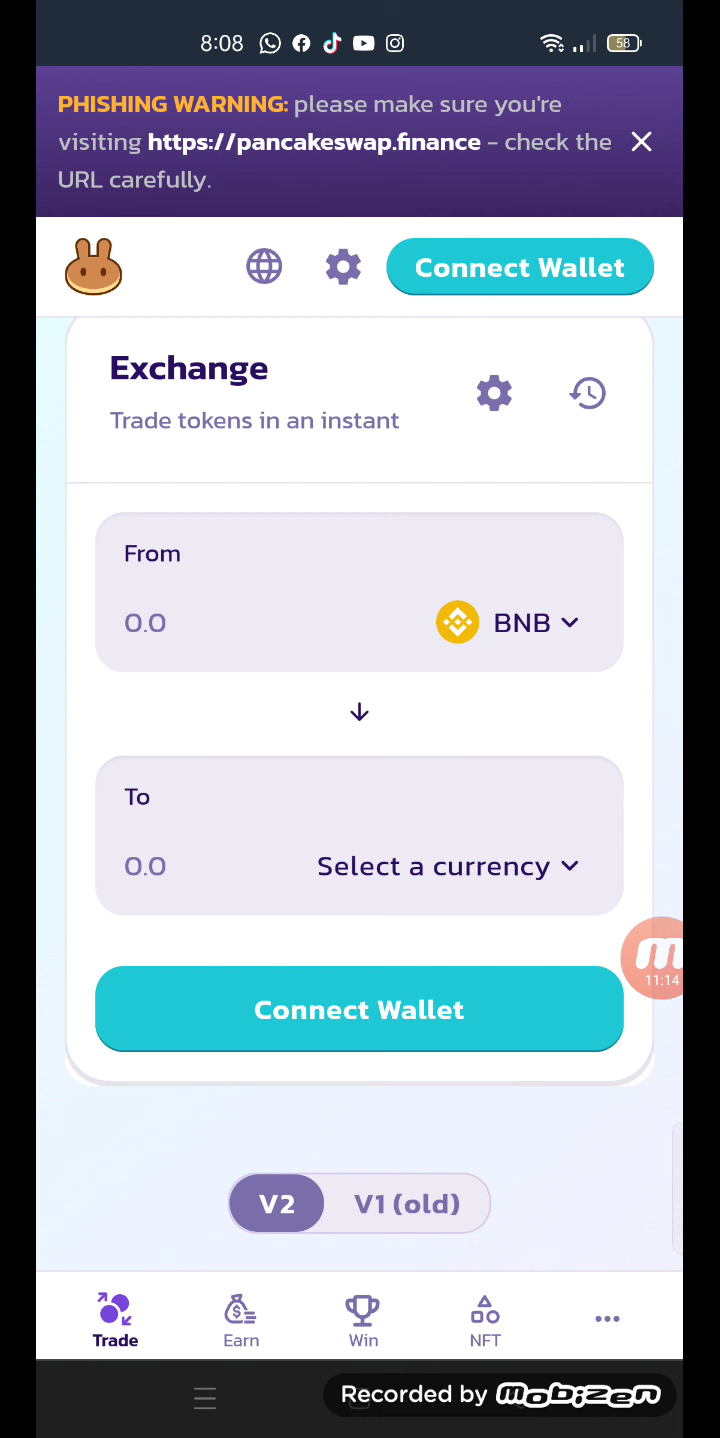 8:08
58
PHISHING WARNING: please make sure you're
visiting https://pancakeswap.finance - check the
URL carefully.
Connect Wallet
Exchange
Trade tokens in an instant
From
0.0
BNB
To
0.0
Select a currency
11:14
Connect Wallet
V2
V1 (old)
Trade
Earn
Win
NFT
Recorded by mobizen